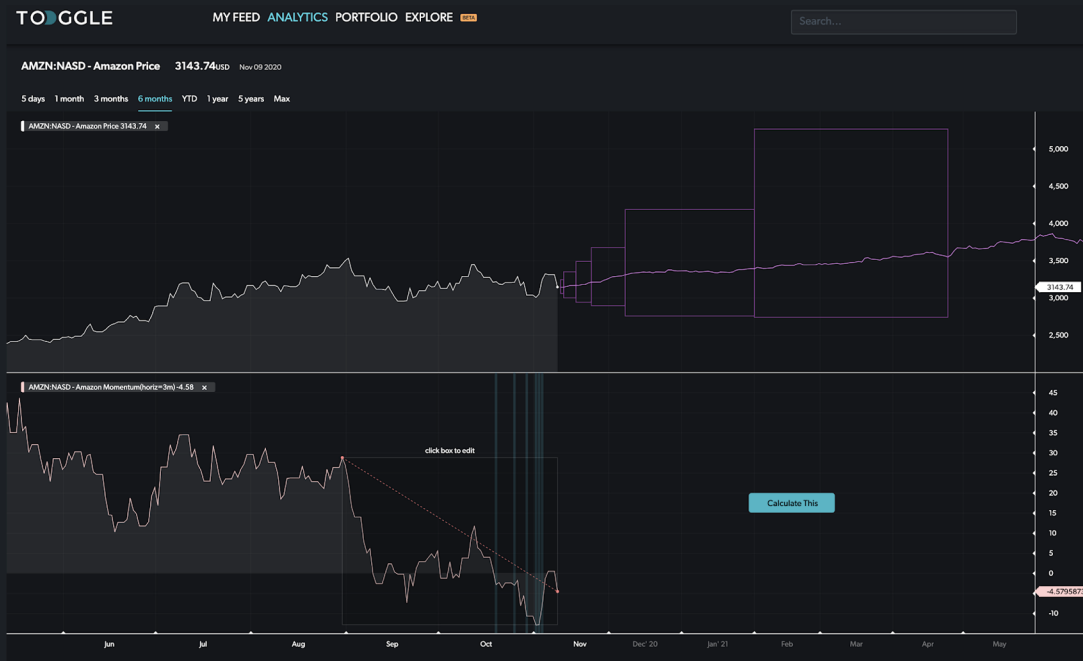 TOGGLE MY FEED ANALYTICS PORTFOLIO EXPLORE BETA Search...
AMZN:NASD - Amazon Price 3143.74USD Nov 09 2020
5 days 1 month 3 months 6 months YTD 1 year 5 years Max
AMZN:NASD - Amazon Price 3143.74 ×
5,000
4,500
4,000
3,500
3143.74
3,000
2,500
AMZN:NASD - Amazon Momentum(horiz=3m) -4.58 ×
45
40
35
click box to edit
30
25
20
Calculate This
15
10
5
0
-4.5795873
-10
Jun Jul Aug Sep Oct Nov Dec' 20 Jan' 21 Feb Mar Apr May